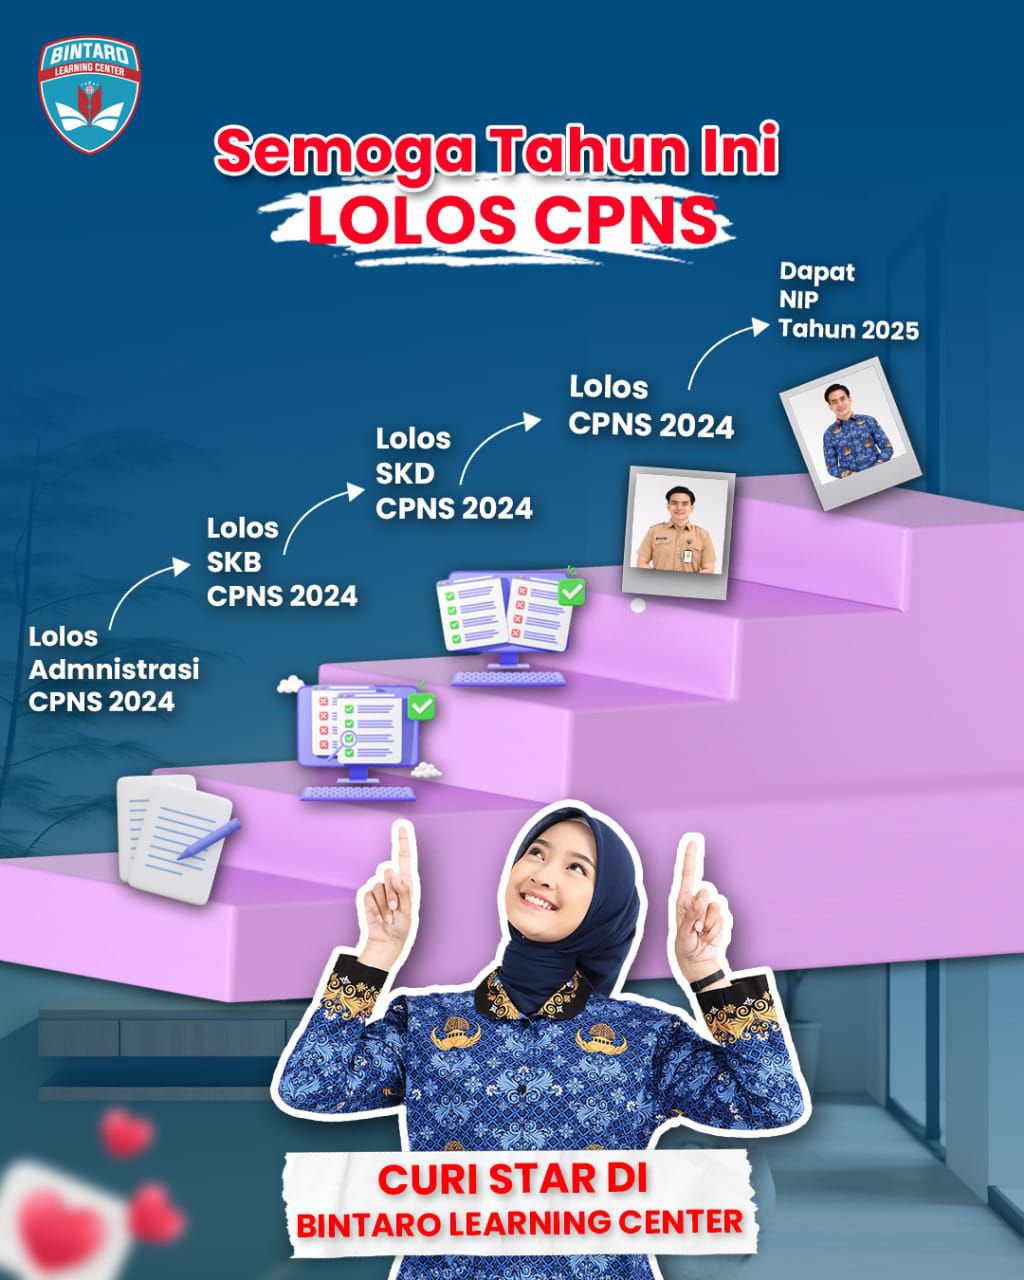 BINTARO
LEARNING CENTER
Semoga Tahun Ini
LOLOS CPNS
Dapat
NIP
Tahun 2025
Lolos
CPNS 2024
Lolos
SKD
CPNS 2024
Lolos
SKB
CPNS 2024
Lolos
Admnistrasi
CPNS 2024
CURI STAR DI
BINTARO LEARNING CENTER